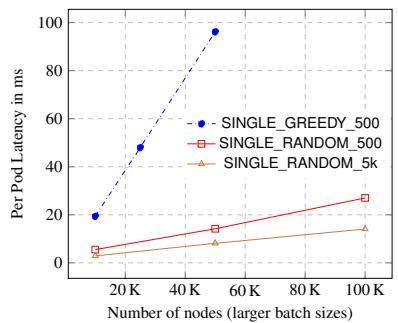 100
80
60
40
20
0
Per Pod Latency in ms
SINGLE_GREEDY_500
SINGLE_RANDOM_500
SINGLE_RANDOM_5k
20 K 40 K 60 K 80 K 100 K
Number of nodes (larger batch sizes)